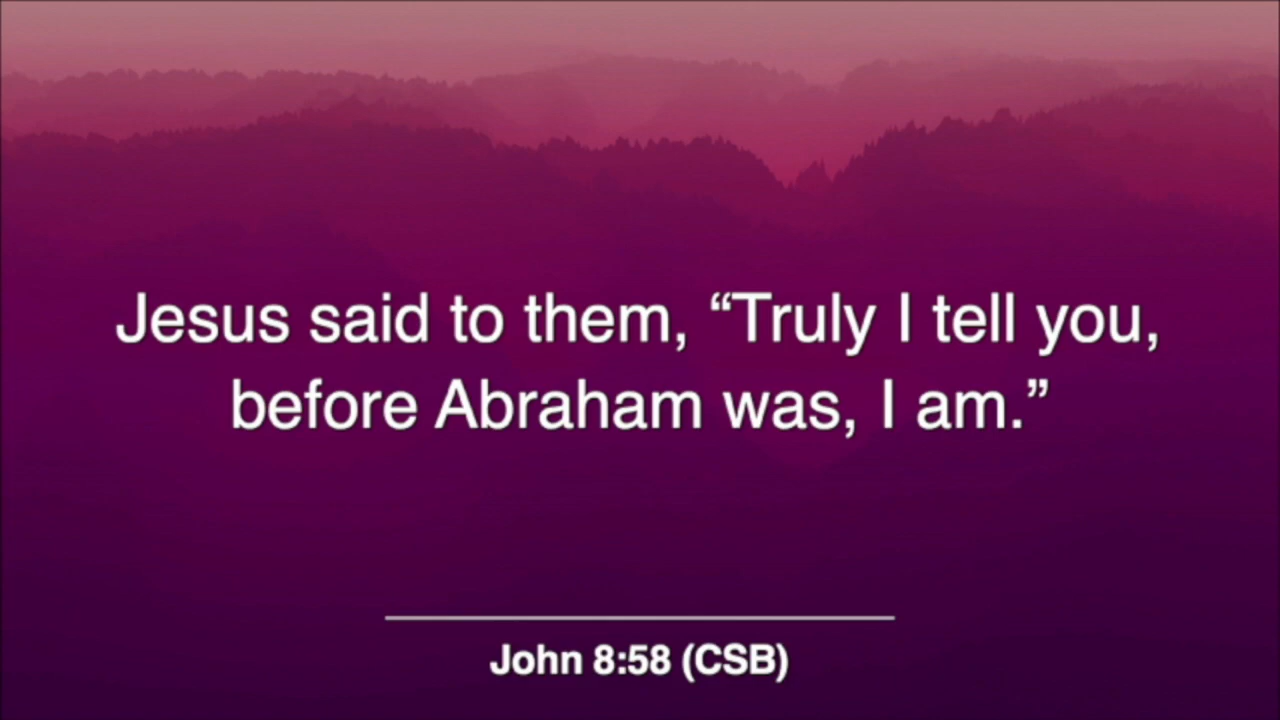 Jesus said to them, “Truly I tell you,
before Abraham was, I am.”
John 8:58 (CSB)